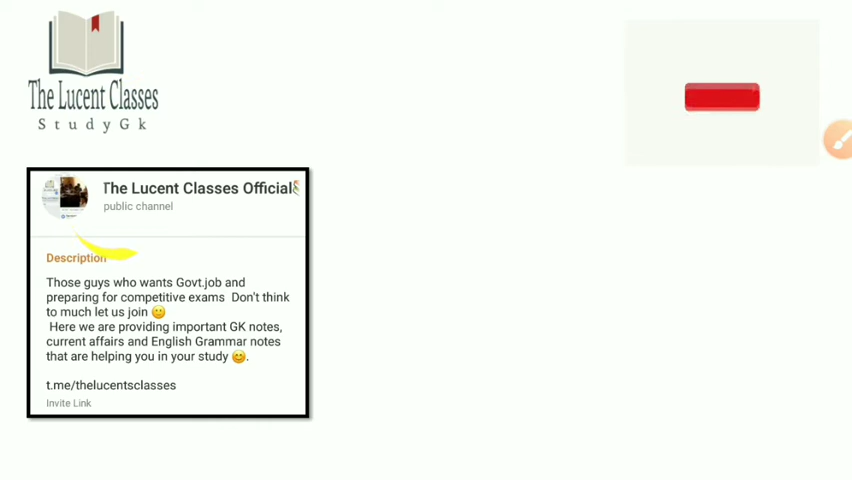 The Lucent Classes
StudyGk
The Lucent Classes Official
public channel
Description
Those guys who wants Govt.job and
preparing for competitive exams Don't think
to much let us join 🙂
Here we are providing important GK notes,
current affairs and English Grammar notes
that are helping you in your study 😊.
t.me/thelucentsclasses
Invite Link